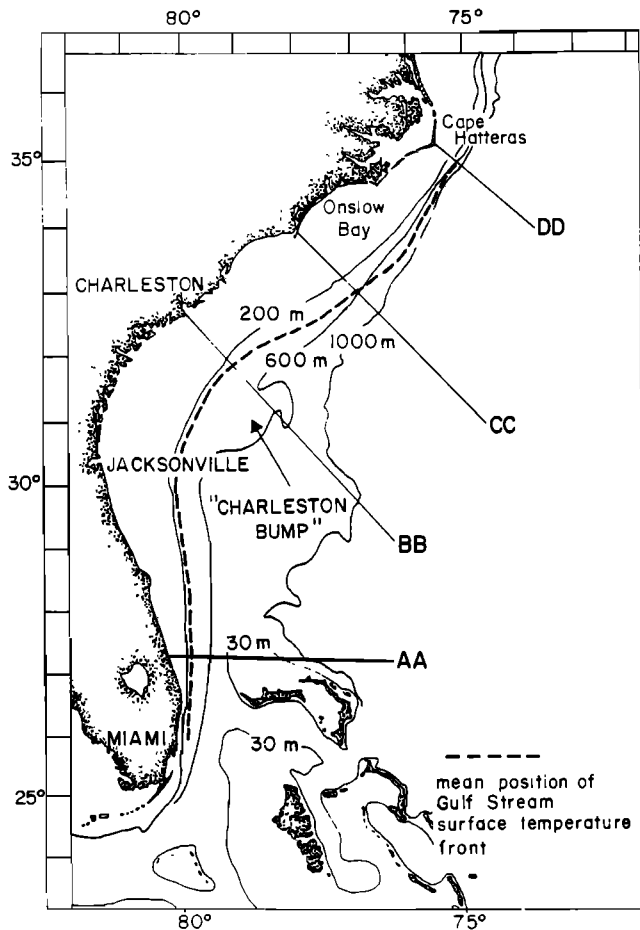 80°
75°
Cape
Hatteras
35°
Onslow
Bay
DD
CHARLESTON
200 m
1000 m
600 m
CC
JACKSONVILLE
30°
"CHARLESTON
BUMP"
BB
30 m
AA
MIAMI
30 m
mean position of
Gulf Stream
surface temperature
front
25°
80°
75°